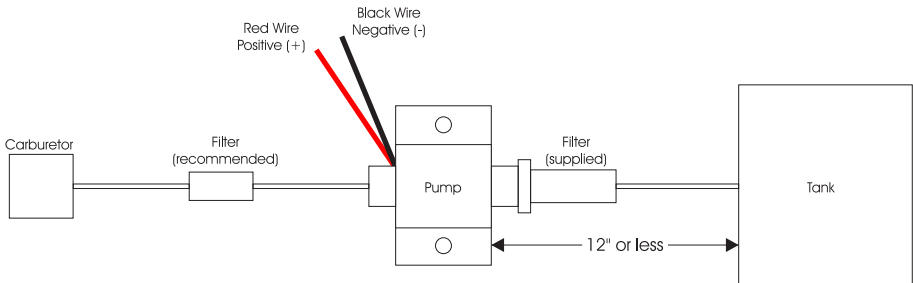 Black Wire
Negative (-)
Red Wire
Positive (+)
Carburetor
Filter
(recommended)
Pump
Filter
(supplied)
Tank
12" or less